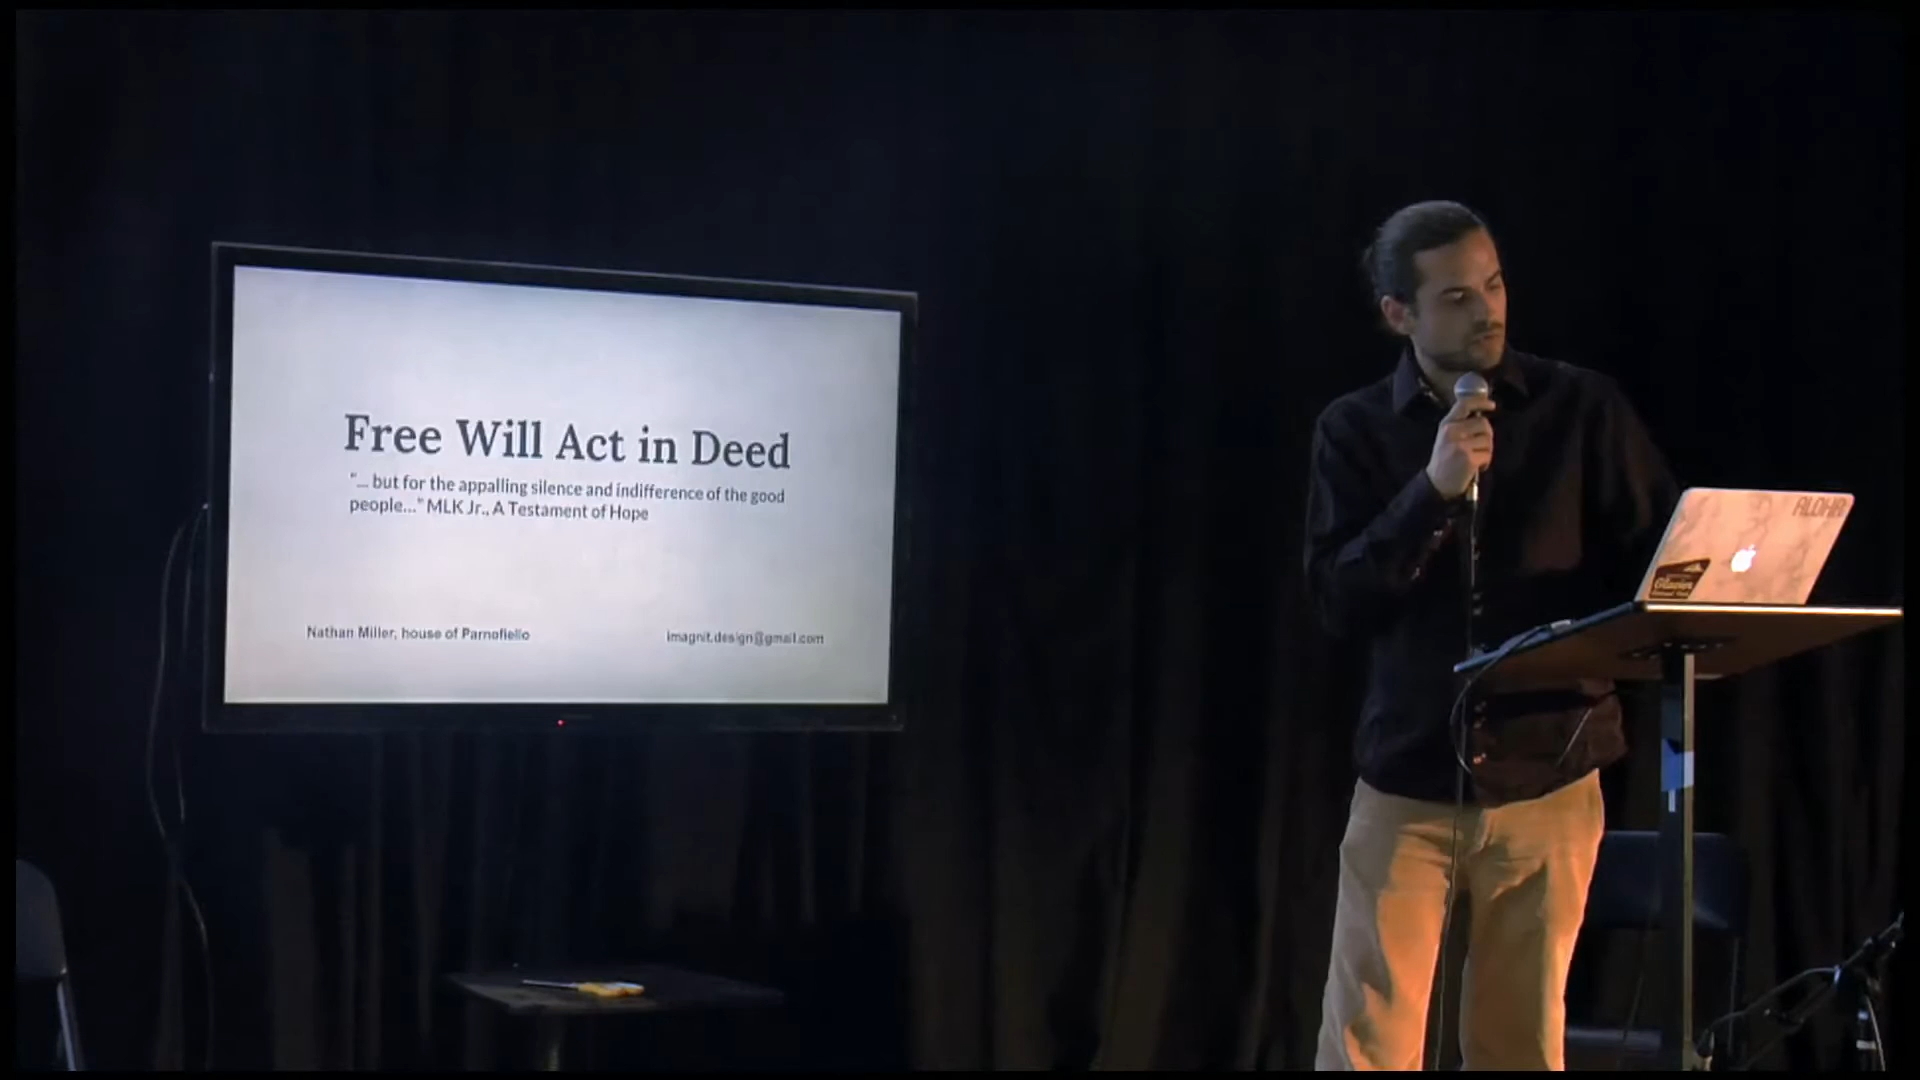 Free Will Act in Deed
"... but for the appalling silence and indifference of the good
people..." MLK Jr., A Testament of Hope
Nathan Miller, house of Parnofiello
imagnit.design@gmail.com
ALOHA
Glacier